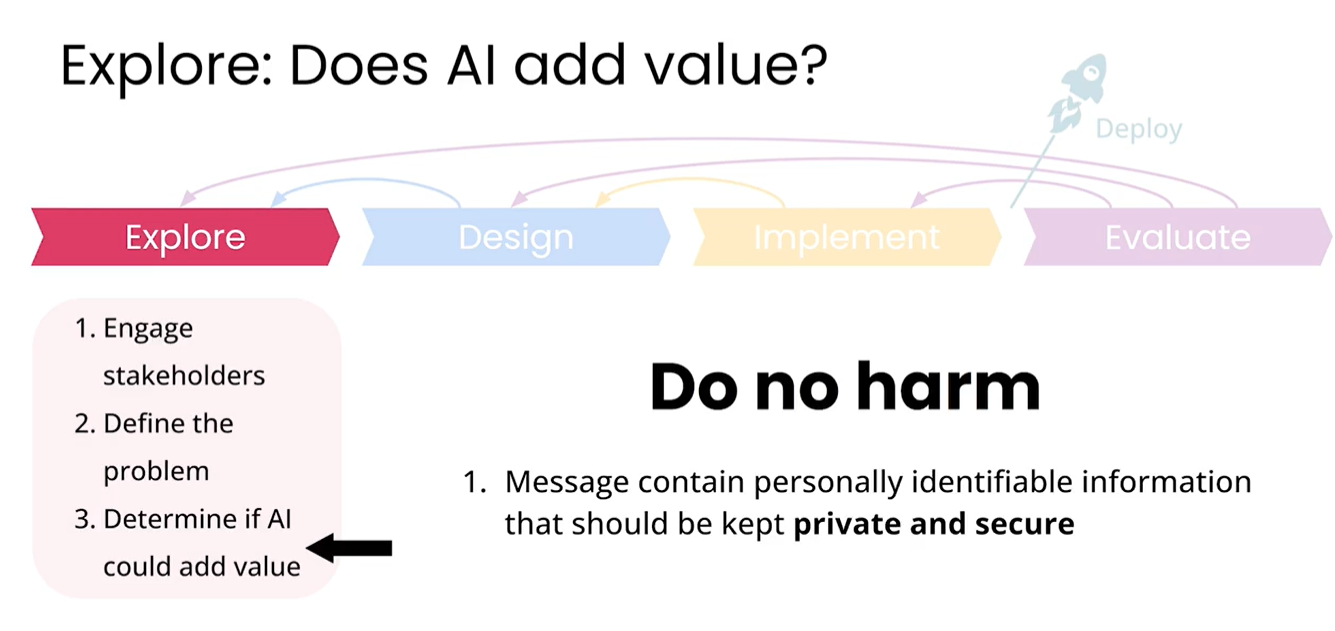 Explore: Does AI add value?
Deploy
Explore
Design
Implement
Evaluate
1. Engage
stakeholders
2. Define the
problem
3. Determine if AI
could add value
Do no harm
1. Message contain personally identifiable information
that should be kept private and secure